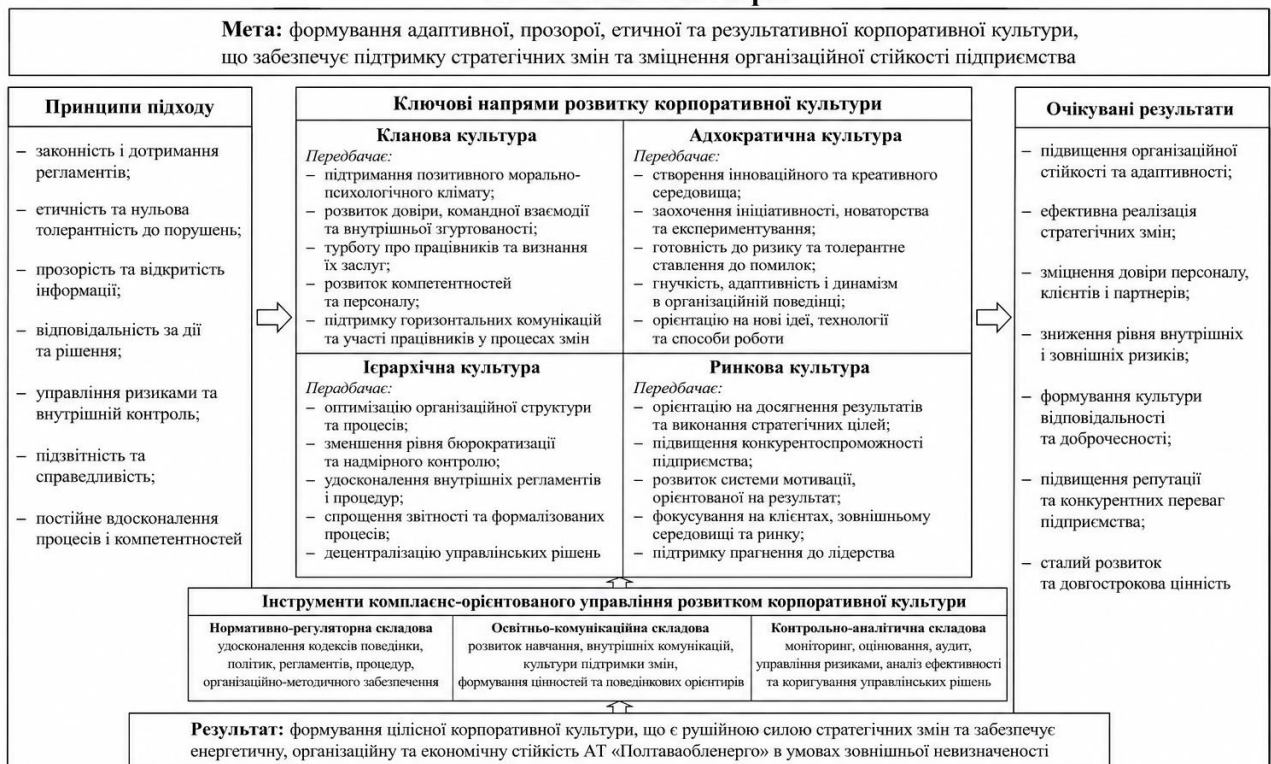 Мета: формування адаптивної, прозорої, етичної та результативної корпоративної культури,
що забезпечує підтримку стратегічних змін та зміцнення організаційної стійкості підприємства
Принципи підходу
– законність і дотримання
регламентів;
– етичність та нульова
толерантність до порушень;
– прозорість та відкритість
інформації;
– відповідальність за дії
та рішення;
– управління ризиками та
внутрішній контроль;
– підзвітність та
справедливість;
– постійне вдосконалення
процесів і компетентностей
Ключові напрями розвитку корпоративної культури
Кланова культура
Передбачає:
– підтримання позитивного морально-
психологічного клімату;
– розвиток довіри, командної взаємодії
та внутрішньої згуртованості;
– турботу про працівників та визнання
їх заслуг;
– розвиток компетентностей
та персоналу;
– підтримку горизонтальних комунікацій
та участі працівників у процесах змін
Адхократична культура
Передбачає:
– створення інноваційного та креативного
середовища;
– заохочення ініціативності, новаторства
та експериментування;
– готовність до ризику та толерантне
ставлення до помилок;
– гнучкість, адаптивність і динамізм
в організаційній поведінці;
– орієнтацію на нові ідеї, технології
та способи роботи
Ієрархічна культура
Перадбачає:
– оптимізацію організаційної структури
та процесів;
– зменшення рівня бюрократизації
та надмірного контролю;
– удосконалення внутрішніх регламентів
і процедур;
– спрощення звітності та формалізованих
процесів;
– децентралізацію управлінських рішень
Ринкова культура
Передбачає:
– орієнтацію на досягнення результатів
та виконання стратегічних цілей;
– підвищення конкурентоспроможності
підприємства;
– розвиток системи мотивації,
орієнтованої на результат;
– фокусування на клієнтах, зовнішньому
середовищі та ринку;
– підтримку прагнення до лідерства
Очікувані результати
– підвищення організаційної
стійкості та адаптивності;
– ефективна реалізація
стратегічних змін;
– зміцнення довіри персоналу,
клієнтів і партнерів;
– зниження рівня внутрішніх
і зовнішніх ризиків;
– формування культури
відповідальності
та доброчесності;
– підвищення репутації
та конкурентних переваг
підприємства;
– сталий розвиток
та довгострокова цінність
Інструменти комплаєнс-орієнтованого управління розвитком корпоративної культури
Нормативно-регуляторна складова
удосконалення кодексів поведінки,
політик, регламентів, процедур,
організаційно-методичного забезпечення
Освітньо-комунікаційна складова
розвиток навчання, внутрішніх комунікацій,
культури підтримки змін,
формування цінностей та поведінкових орієнтирів
Контрольно-аналітична складова
моніторинг, оцінювання, аудит,
управління ризиками, аналіз ефективності
та коригування управлінських рішень
Результат: формування цілісної корпоративної культури, що є рушійною силою стратегічних змін та забезпечує
енергетичну, організаційну та економічну стійкість АТ «Полтаваобленерго» в умовах зовнішньої невизначеності